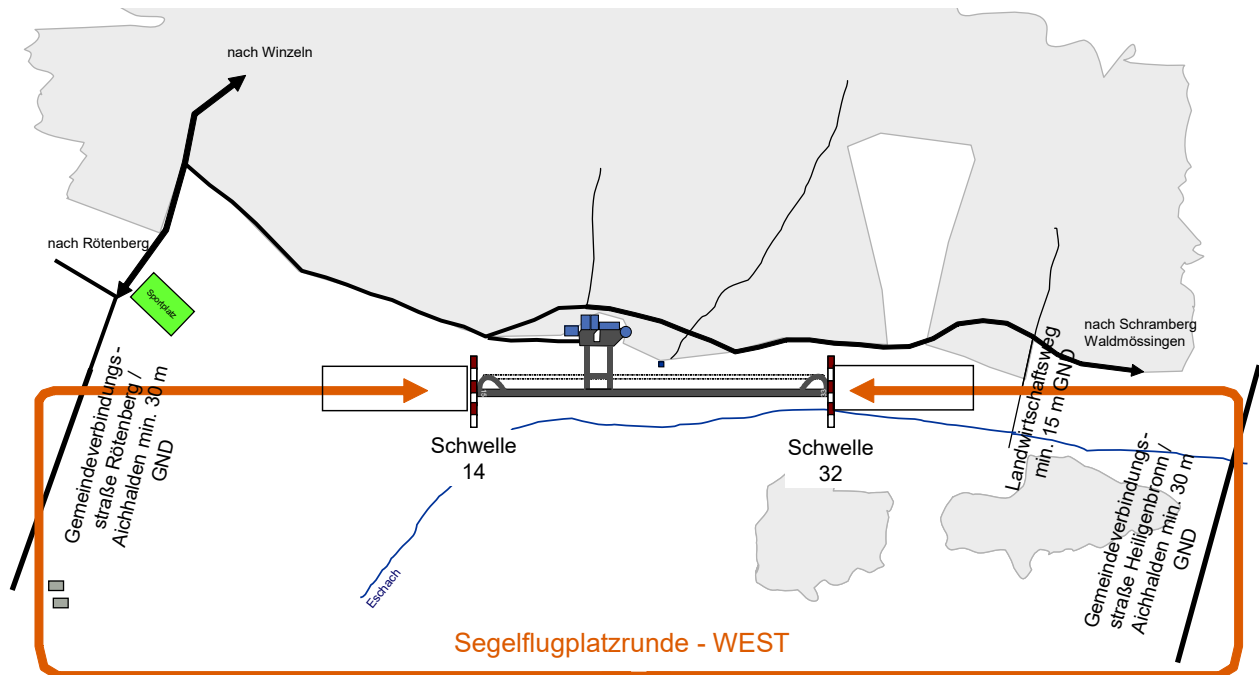 nach Winzeln
nach Rötenberg
Sportplatz
nach Schramberg
Waldmössingen
Gemeindeverbindungs-
straße Rötenberg /
Aichhalden min. 30 m
GND
Schwelle
14
Schwelle
32
Landwirtschaftsweg
min. 15 m GND
Gemeindeverbindungs-
straße Heiligenbronn /
Aichhalden min. 30 m
GND
Eschach
Segelflugplatzrunde - WEST